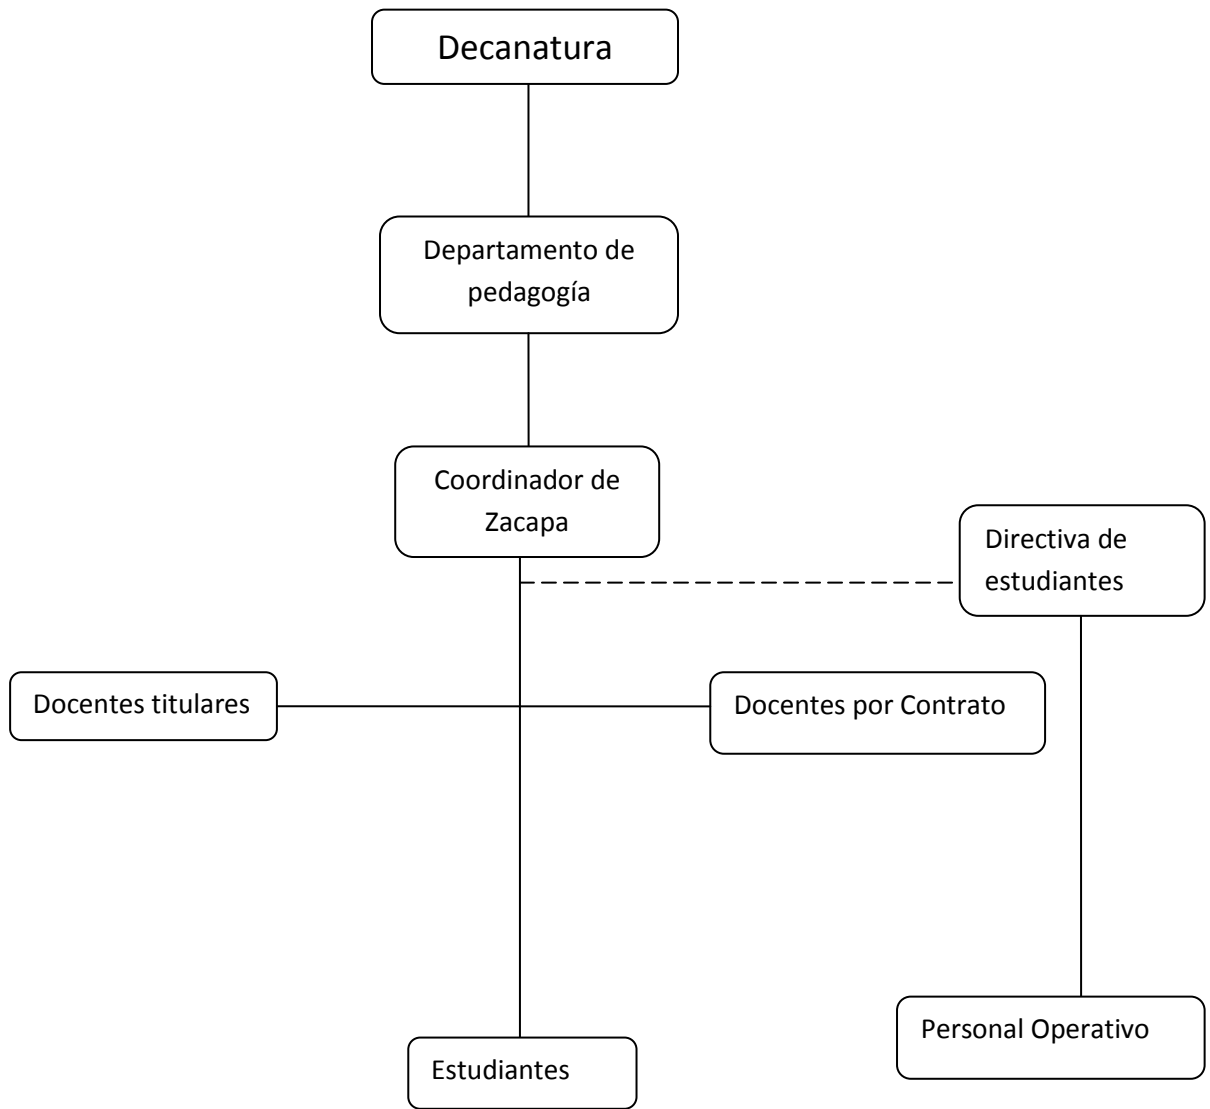 Decanatura
Departamento de
pedagogía
Coordinador de
Zacapa
Directiva de
estudiantes
Docentes titulares
Docentes por Contrato
Personal Operativo
Estudiantes